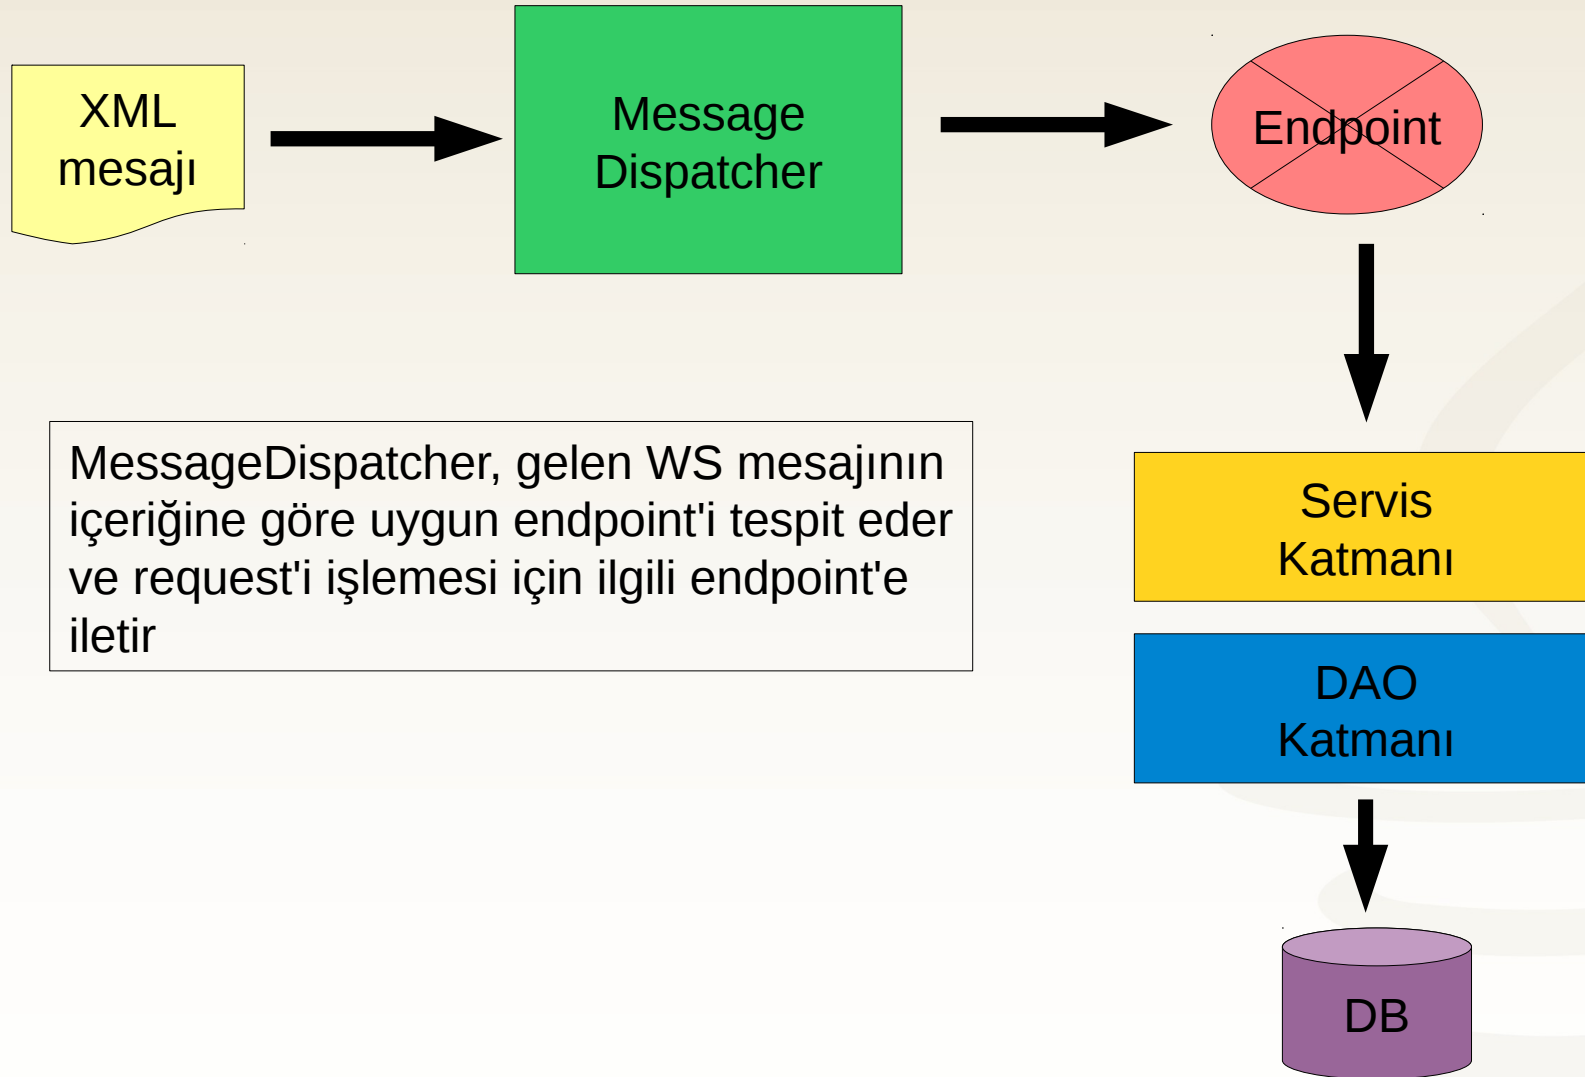 XML
mesajı
Message
Dispatcher
Endpoint
MessageDispatcher, gelen WS mesajının
içeriğine göre uygun endpoint'i tespit eder
ve request'i işlemesi için ilgili endpoint'e
iletir
Servis
Katmanı
DAO
Katmanı
DB